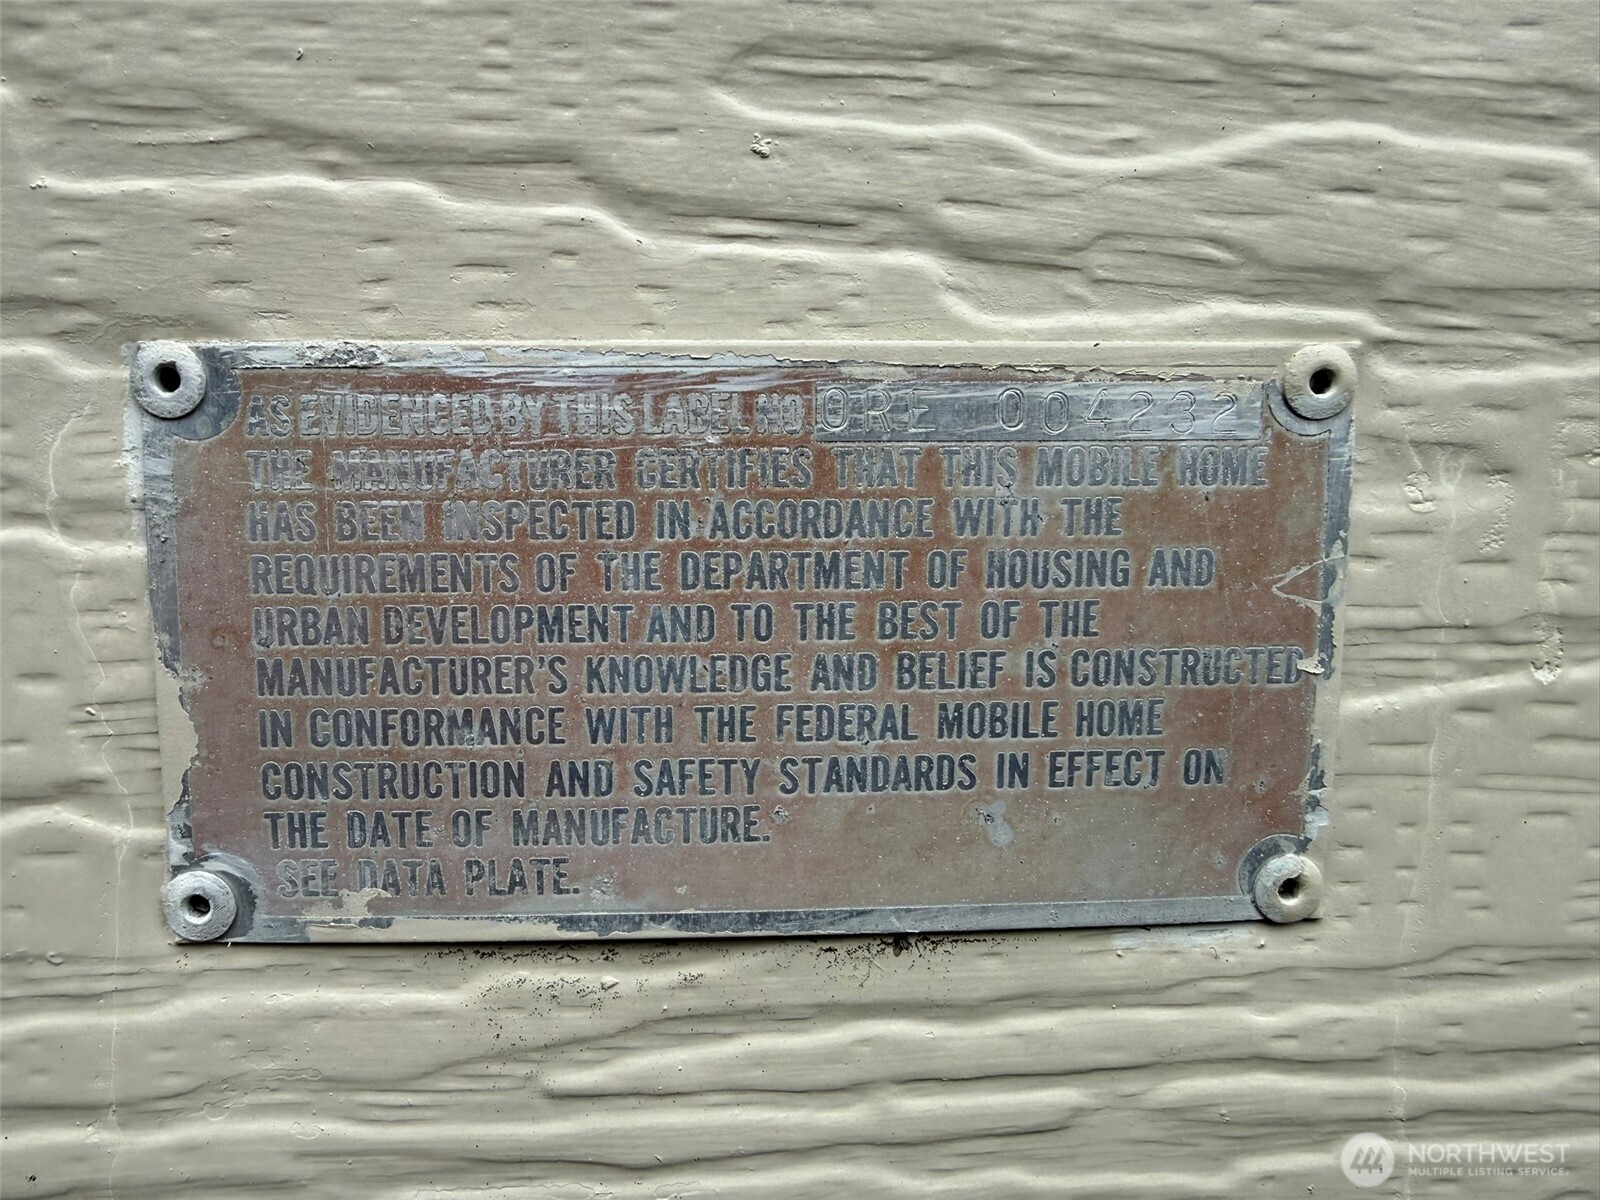 AS EVIDENCED BY THIS LABEL NO. ORE 004232
THE MANUFACTURER CERTIFIES THAT THIS MOBILE HOME
HAS BEEN INSPECTED IN ACCORDANCE WITH THE
REQUIREMENTS OF THE DEPARTMENT OF HOUSING AND
URBAN DEVELOPMENT AND TO THE BEST OF THE
MANUFACTURER'S KNOWLEDGE AND BELIEF IS CONSTRUCTED
IN CONFORMANCE WITH THE FEDERAL MOBILE HOME
CONSTRUCTION AND SAFETY STANDARDS IN EFFECT ON
THE DATE OF MANUFACTURE.
SEE DATA PLATE.
NORTHWEST
MULTIPLE LISTING SERVICE